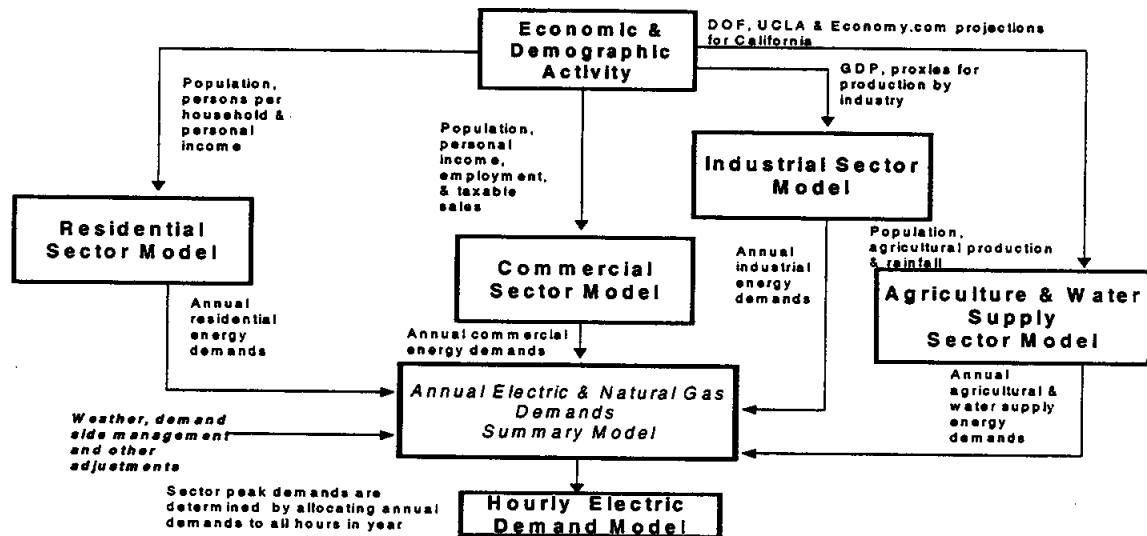 Economic &
Demographic
Activity
DOF, UCLA & Economy.com projections
for California
GDP, proxies for
production by
industry
Population,
persons per
household &
personal
income
Population,
personal
income,
employment,
& taxable
sales
Industrial Sector
Model
Residential
Sector Model
Population,
agricultural production
& rainfall
Annual
industrial
energy
demands
Commercial
Sector Model
Agriculture & Water
Supply
Sector Model
Annual
residential
energy
demands
Annual commercial
energy demands
Annual
agricultural &
water supply
energy
demands
Annual Electric & Natural Gas
Demands
Summary Model
Weather, demand
side management
and other
adjustments
Sector peak demands are
determined by allocating annual
demands to all hours in year
Hourly Electric
Demand Model